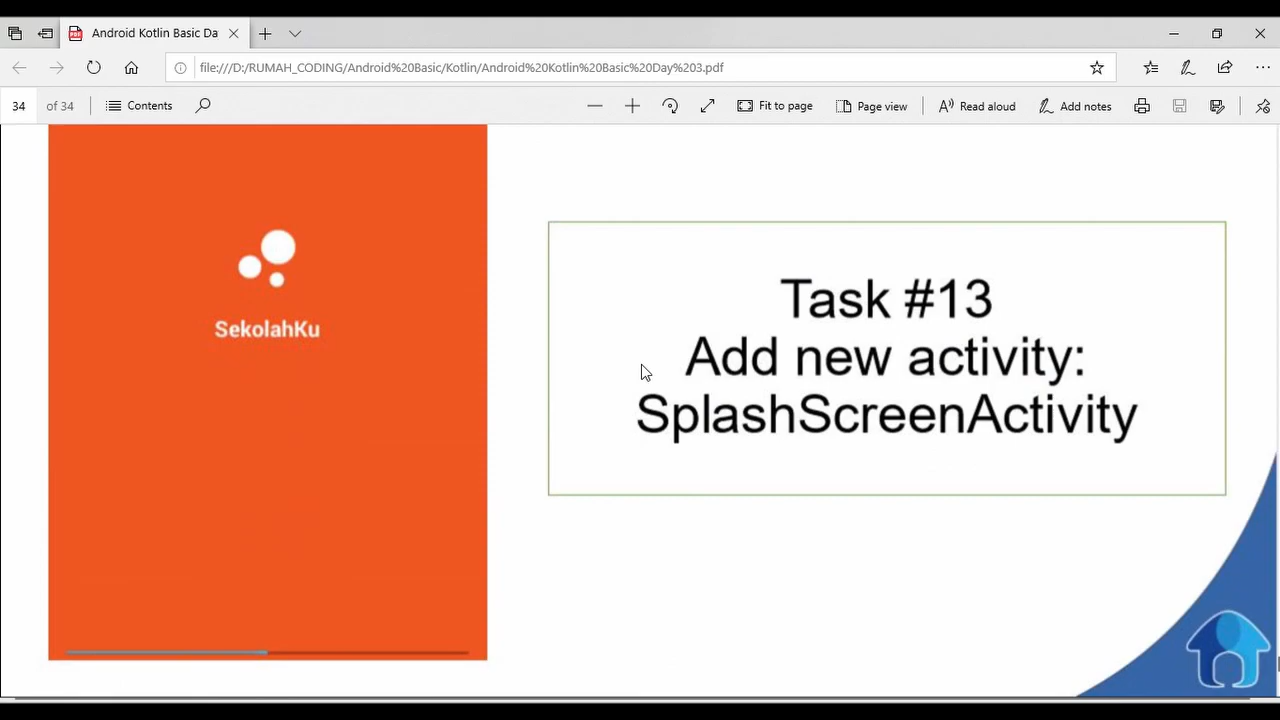 Android Kotlin Basic Da
file:///D:/RUMAH_CODING/Android%20Basic/Kotlin/Android%20Kotlin%20Basic%20Day%203.pdf
34 of 34 Contents Fit to page Page view Read aloud Add notes
SekolahKu
Task #13
Add new activity:
SplashScreenActivity